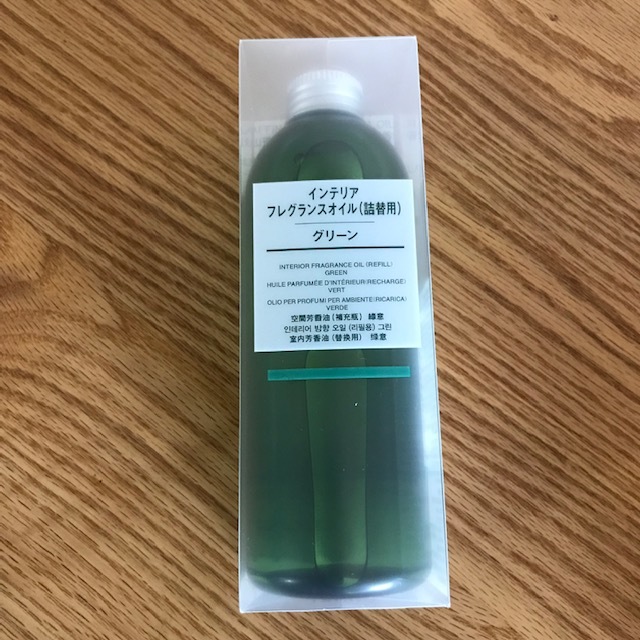 インテリア
フレグランスオイル(詰替用)
グリーン
INTERIOR FRAGRANCE OIL (REFILL)
GREEN
HUILE PARFUMÉE D'INTÉRIEUR(RECHARGE)
VERT
OLIO PER PROFUMI PER AMBIENTE(RICARICA)
VERDE
空間芳香油(補充瓶) 綠意
인테리어 방향 오일 (리필용) 그린
室内芳香油(替换用) 绿意